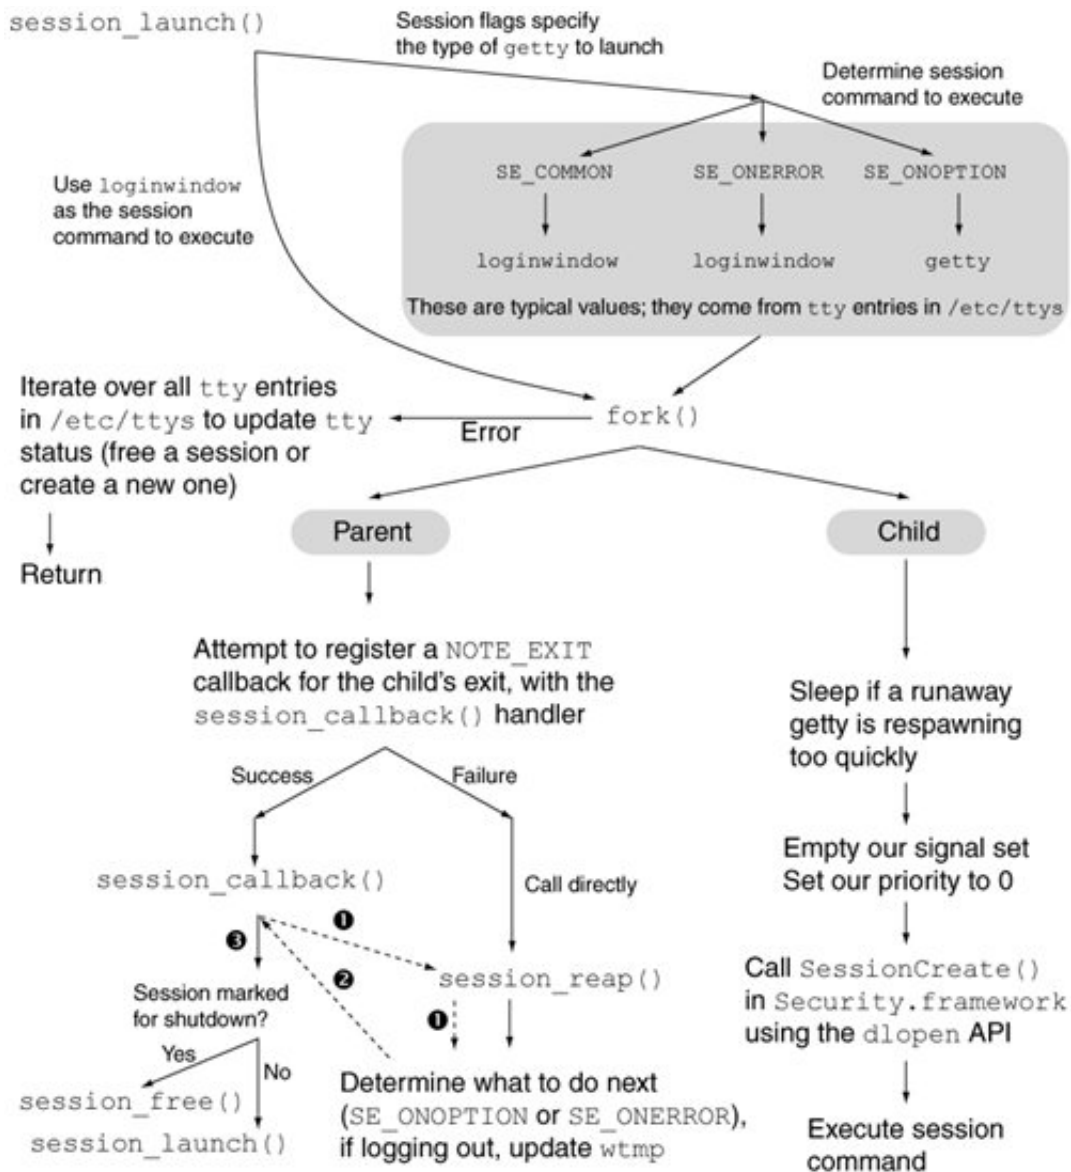 session_launch()
Session flags specify
the type of getty to launch
Determine session
command to execute
Use loginwindow
as the session
command to execute
SE_COMMON
SE_ONERROR
SE_ONOPTION
loginwindow
loginwindow
getty
These are typical values; they come from tty entries in /etc/ttys
Iterate over all tty entries
in /etc/ttys to update tty
status (free a session or
create a new one)
Error
fork()
Return
Parent
Child
Attempt to register a NOTE_EXIT
callback for the child's exit, with the
session_callback() handler
Success
Failure
session_callback()
Call directly
❶
❸
❷
session_reap()
❶
Session marked
for shutdown?
Yes
No
session_free()
session_launch()
Determine what to do next
(SE_ONOPTION or SE_ONERROR),
if logging out, update wtmp
Sleep if a runaway
getty is respawning
too quickly
Empty our signal set
Set our priority to 0
Call SessionCreate()
in Security.framework
using the dlopen API
Execute session
command